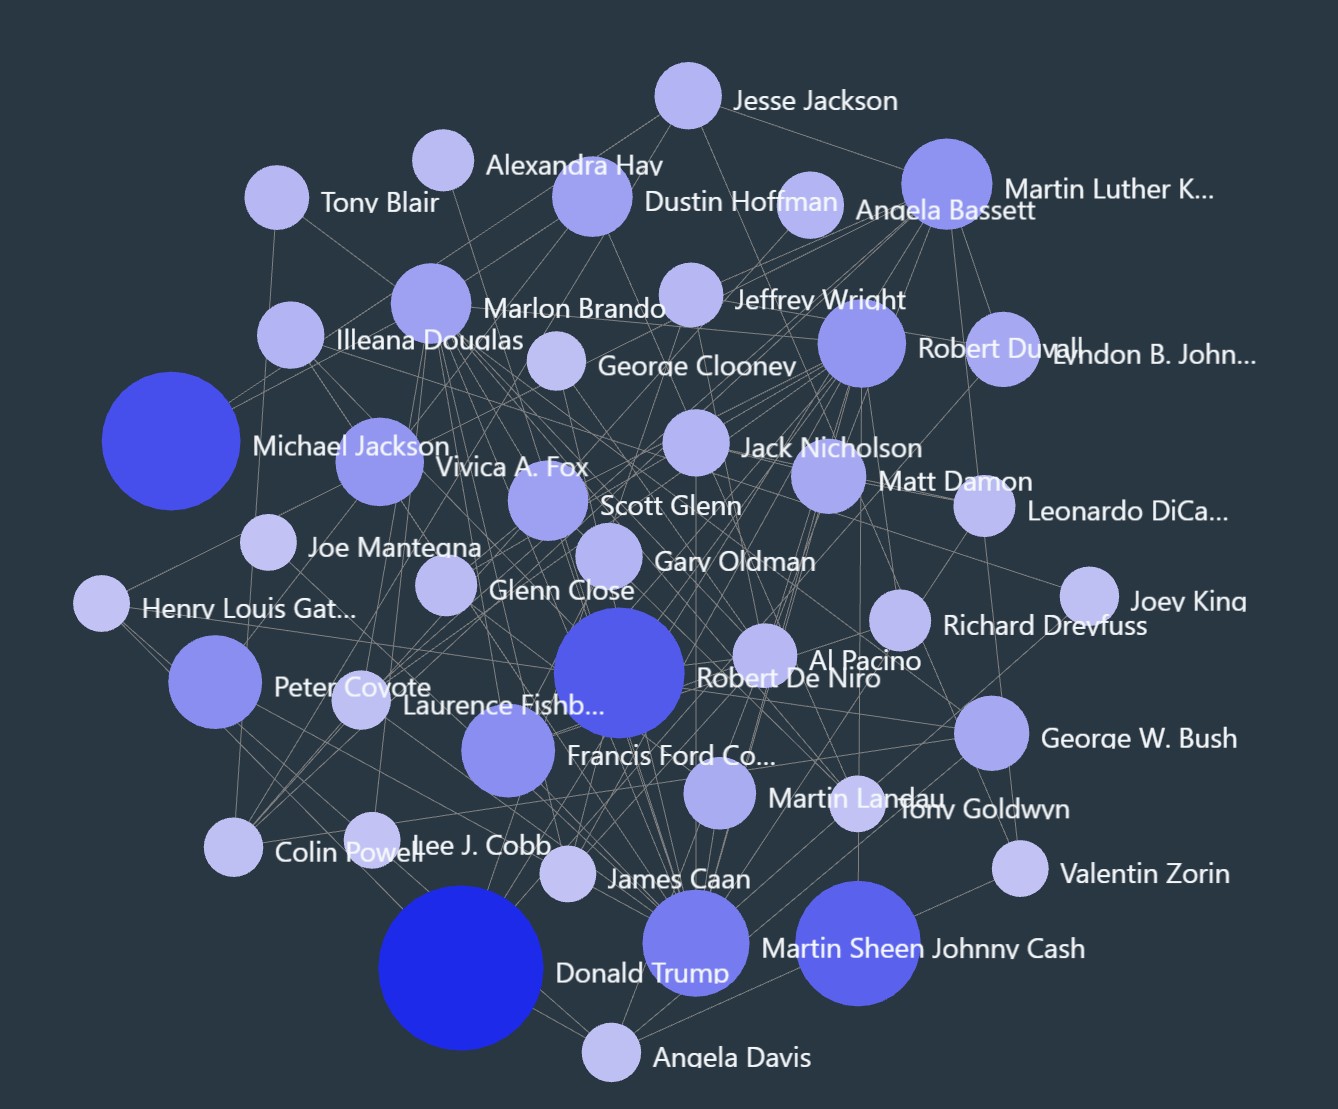 Jesse Jackson
Alexandra Hay
Martin Luther K...
Tony Blair
Dustin Hoffman
Angela Bassett
Marlon Brando
Jeffrey Wright
Illeana Douglas
George Clooney
Robert Duvall
Lyndon B. John...
Michael Jackson
Vivica A. Fox
Jack Nicholson
Matt Damon
Scott Glenn
Leonardo DiCa...
Joe Mantegna
Gary Oldman
Glenn Close
Henry Louis Gat...
Joey King
Richard Dreyfuss
Peter Coyote
Laurence Fishb...
Robert De Niro
Al Pacino
Francis Ford Co...
George W. Bush
Martin Landau
Tony Goldwyn
Colin Powell
Lee J. Cobb
James Caan
Valentin Zorin
Donald Trump
Martin Sheen
Johnny Cash
Angela Davis